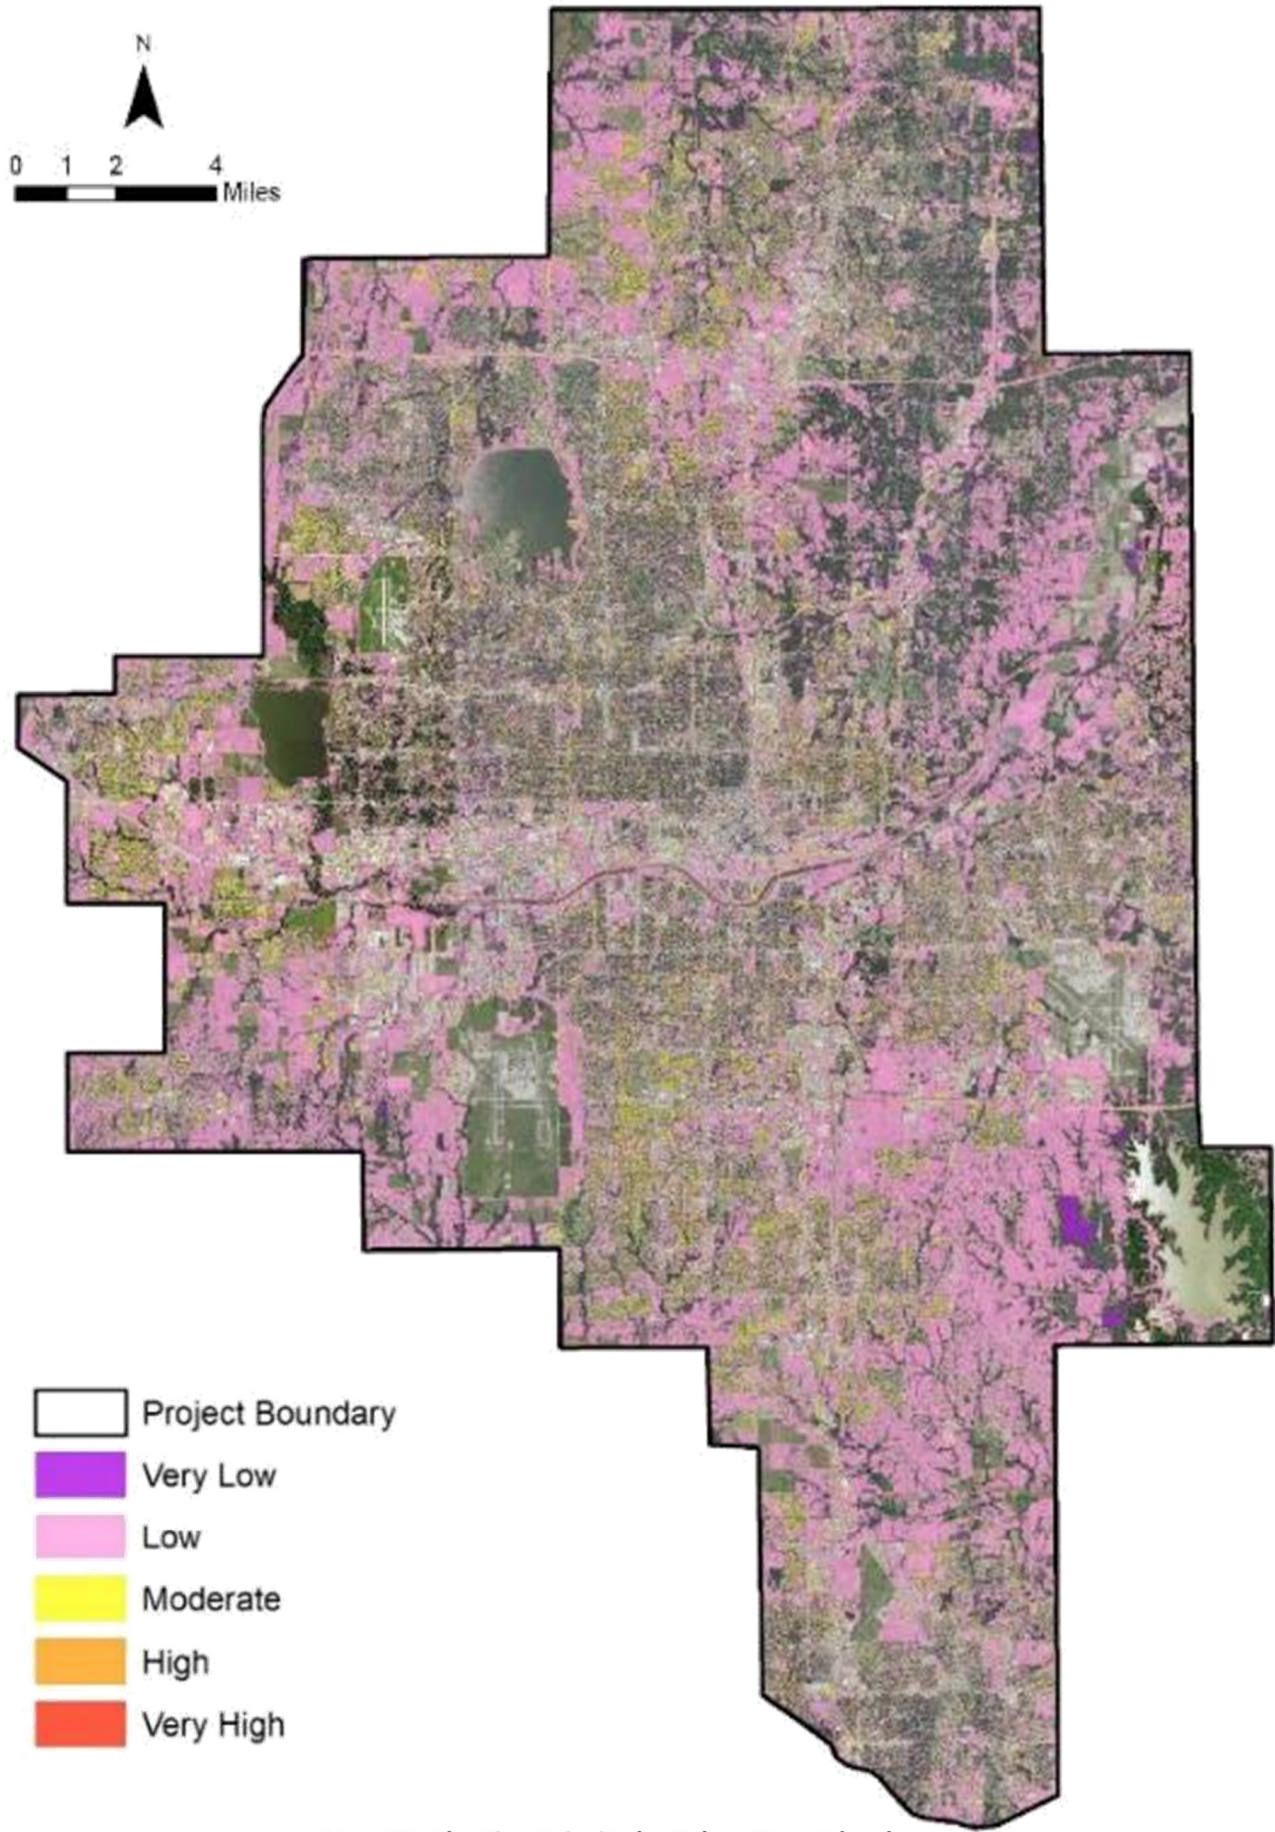 N
0 1 2 4
Miles
Project Boundary
Very Low
Low
Moderate
High
Very High